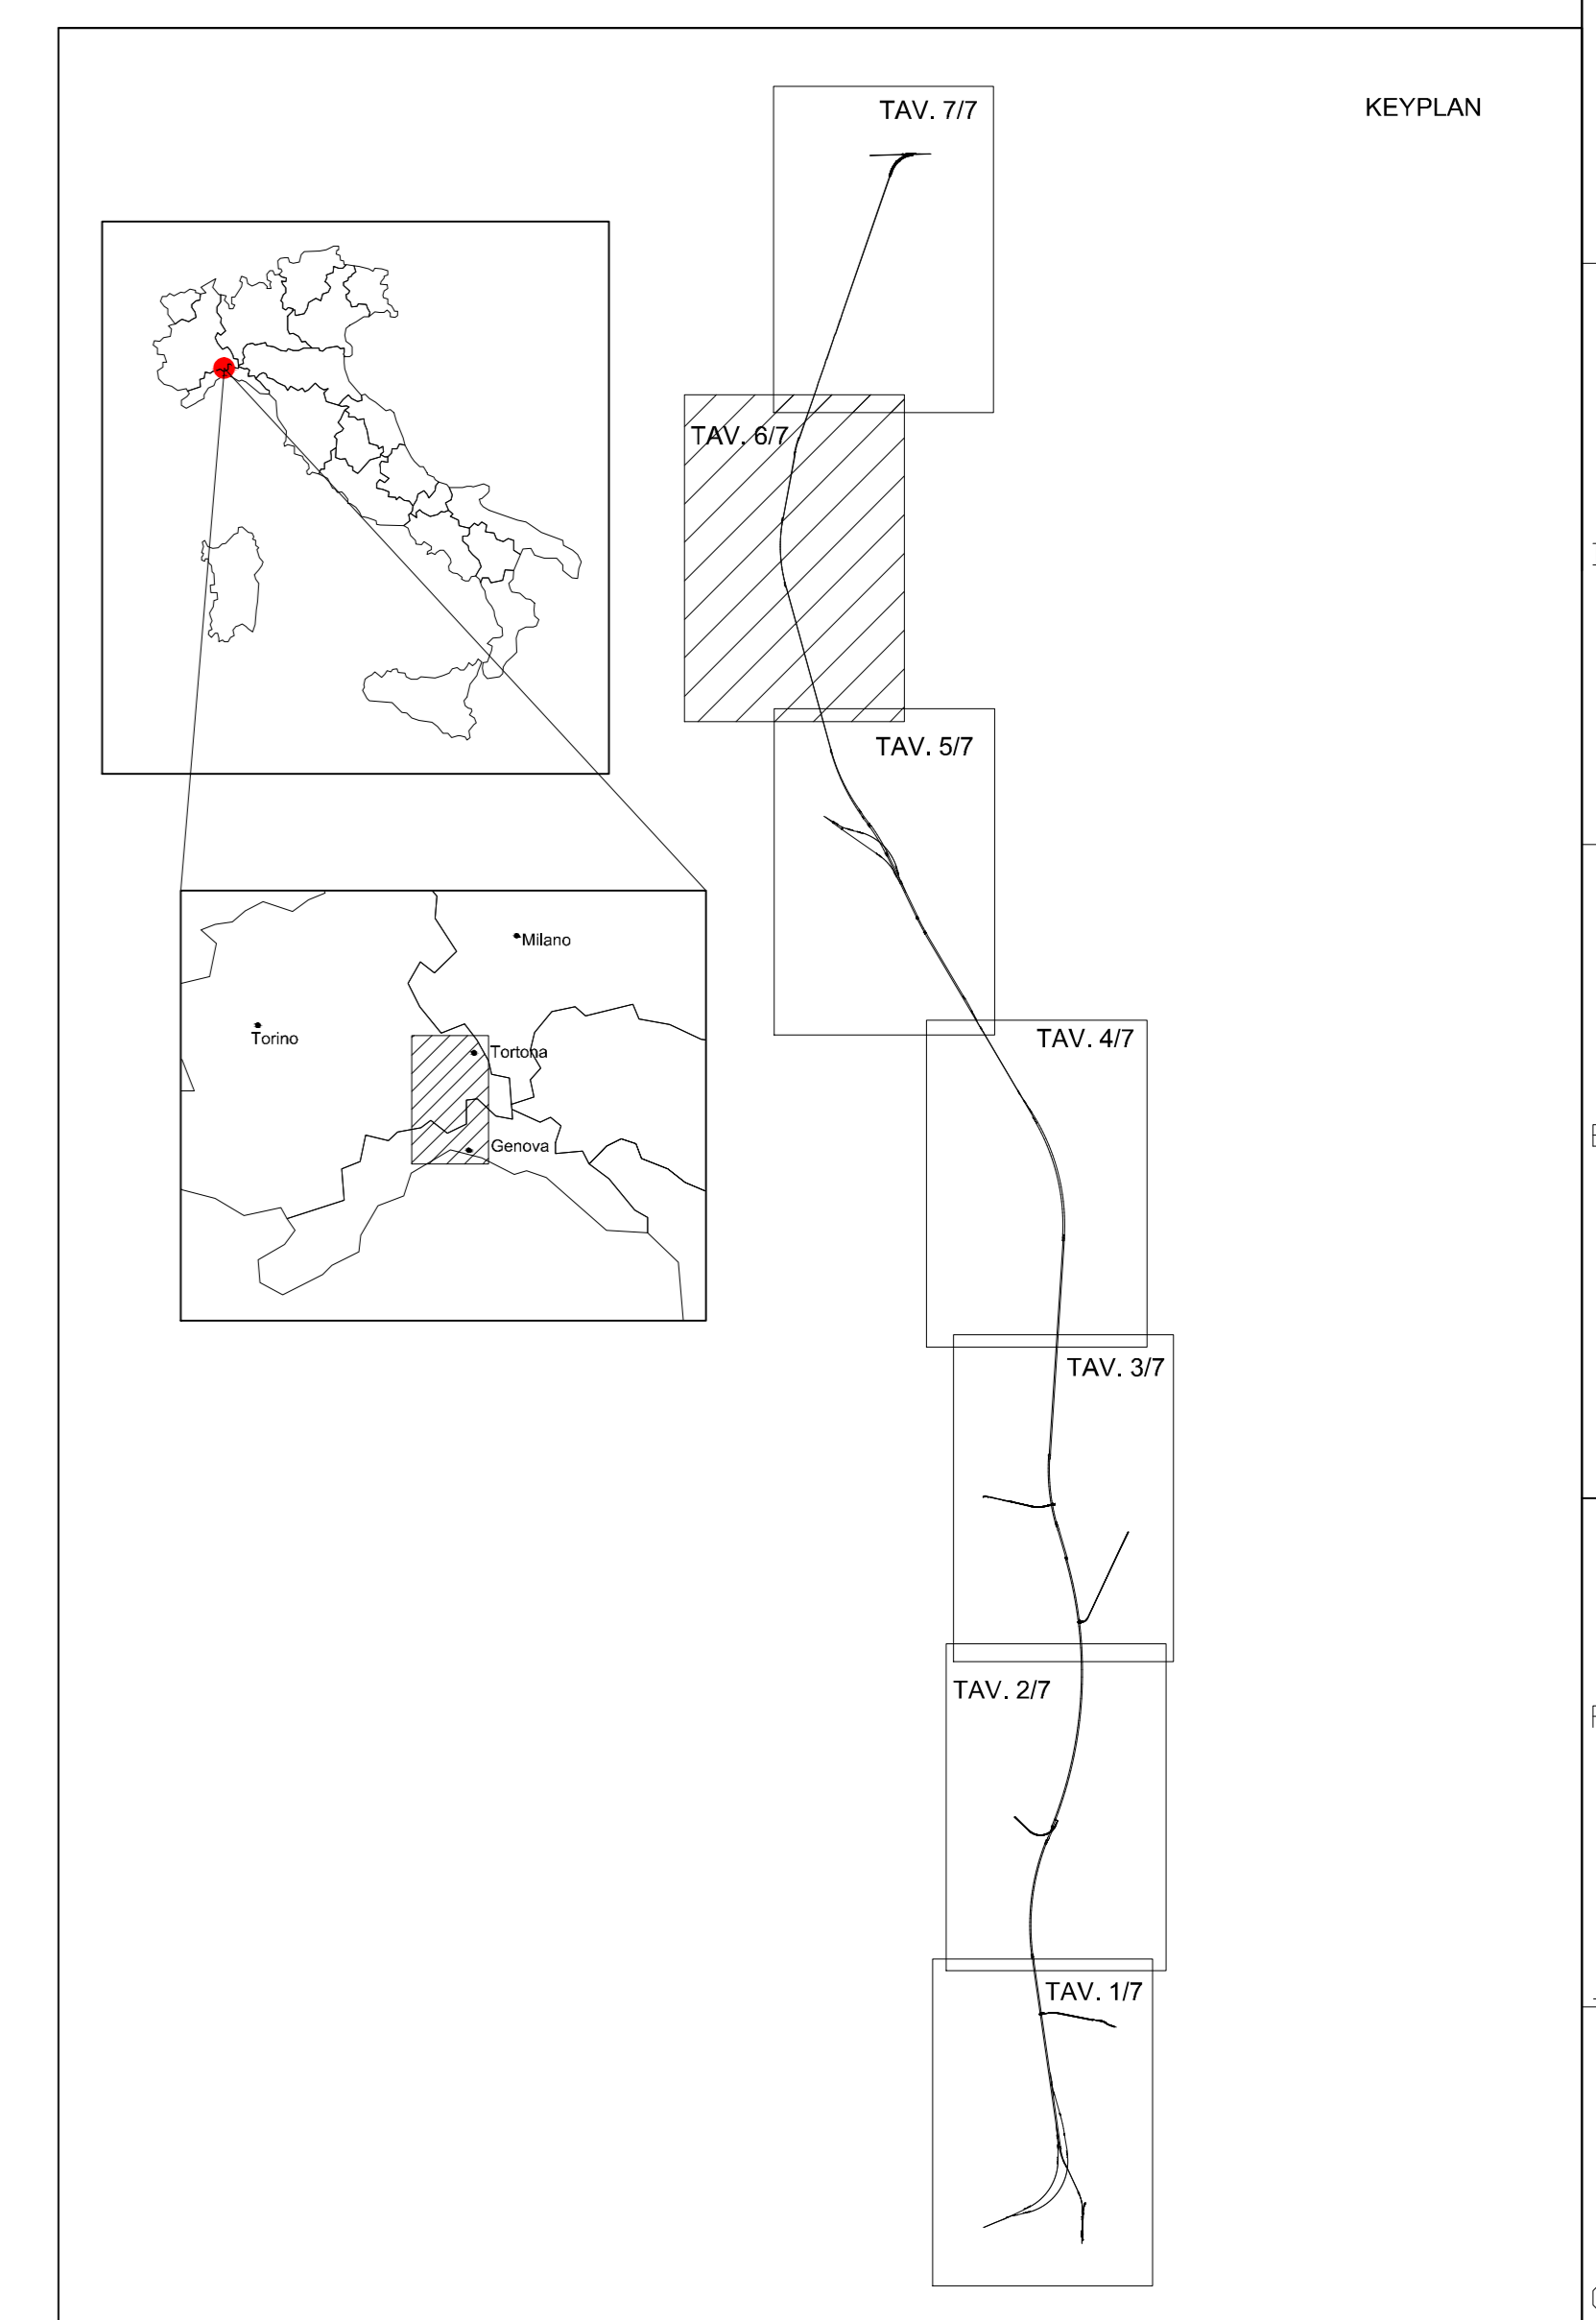 KEYPLAN
TAV. 7/7
TAV. 6/7
TAV. 5/7
Milano
Torino
Tortona
Genova
TAV. 4/7
TAV. 3/7
TAV. 2/7
TAV. 1/7